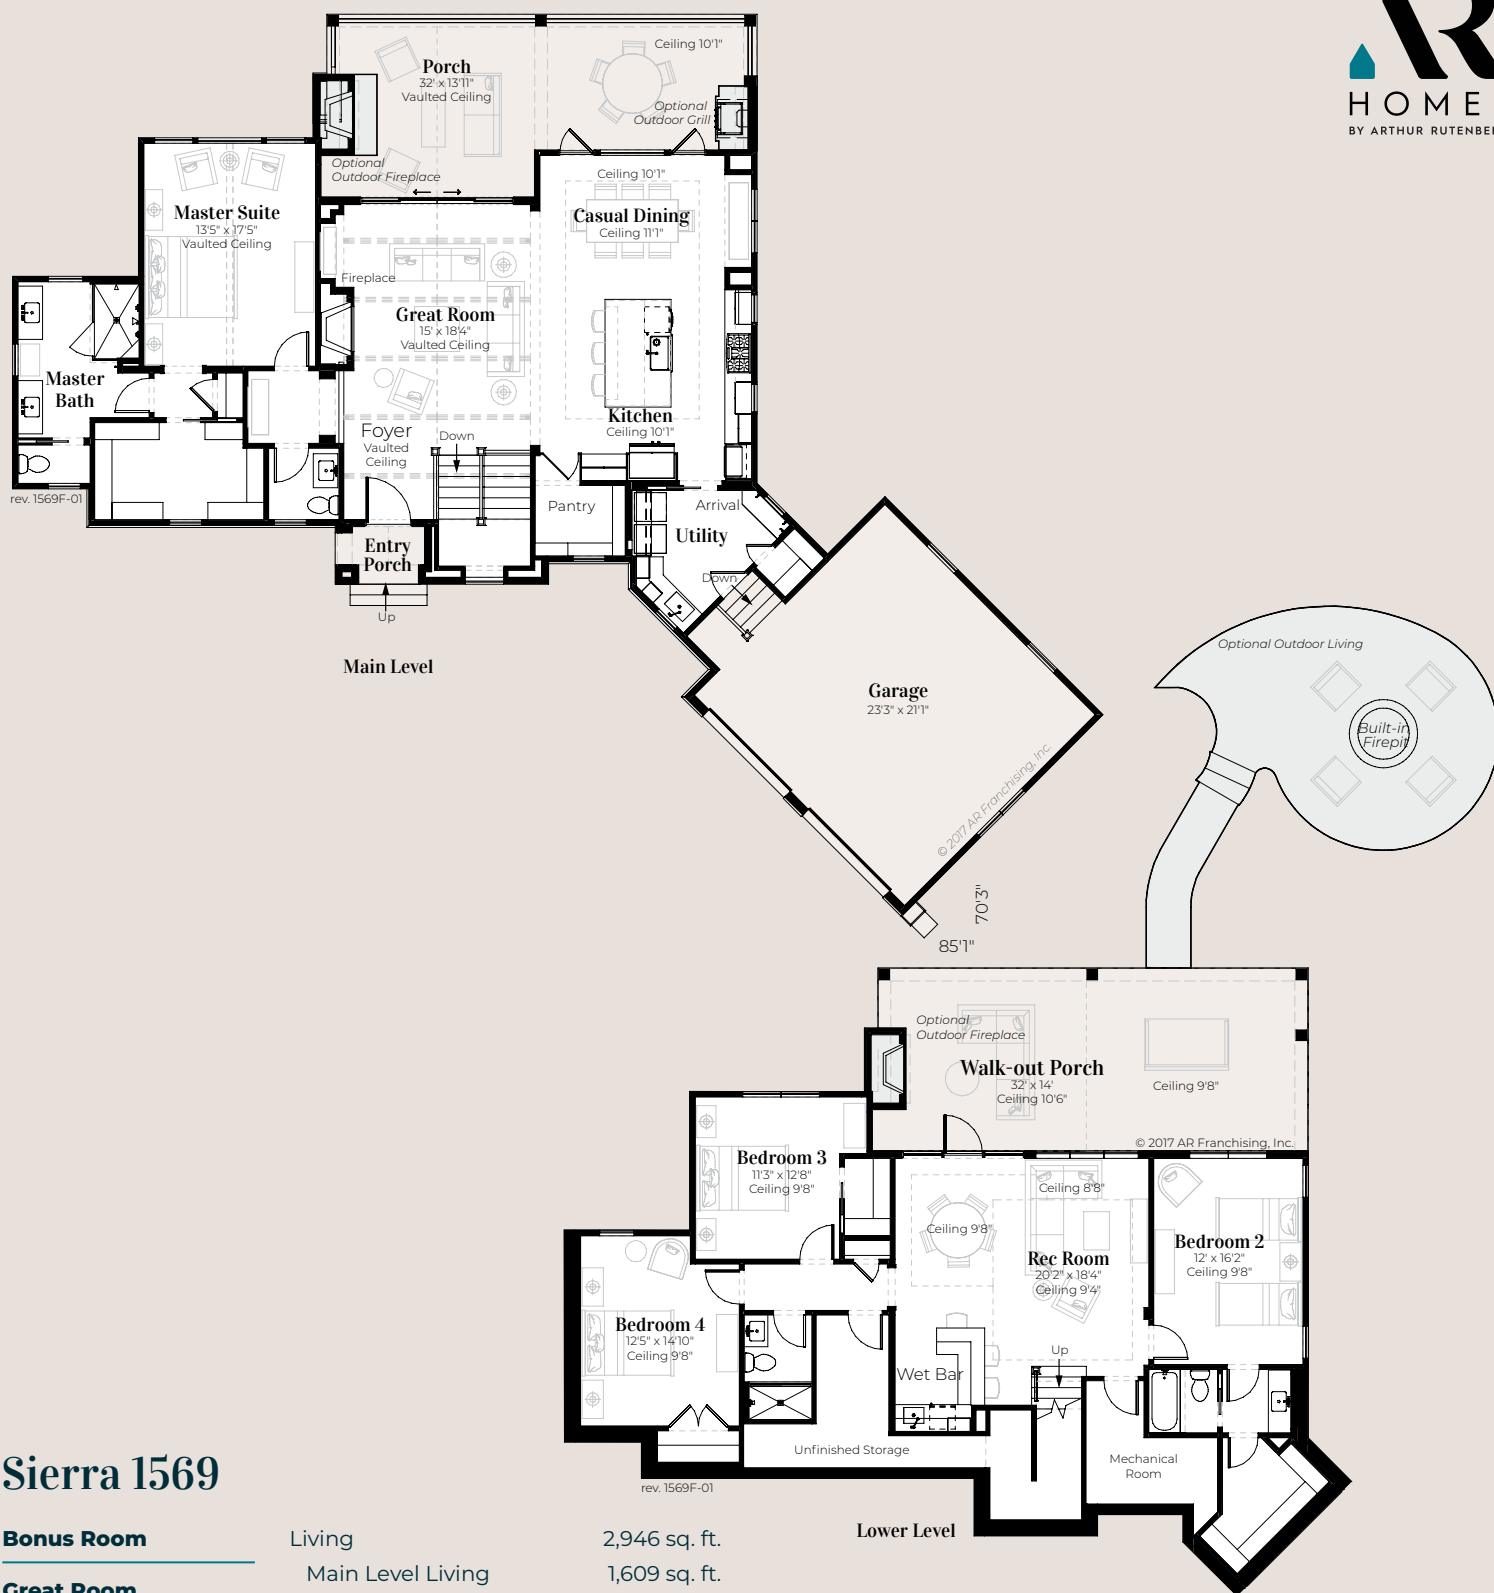 HOME
BY ARTHUR RUTENBER
Ceiling 10'1"
Porch
32' x 13'11"
Vaulted Ceiling
Optional
Outdoor Grill
Optional
Outdoor Fireplace
Ceiling 10'1"
Master Suite
13'5" x 17'5"
Vaulted Ceiling
Casual Dining
Ceiling 11'1"
Fireplace
Great Room
15' x 18'4"
Vaulted Ceiling
Master
Bath
Kitchen
Ceiling 10'1"
Foyer
Vaulted
Ceiling
Down
rev. 1569F-01
Pantry
Arrival
Utility
Entry
Porch
Down
Up
Main Level
Garage
23'3" x 21'1"
© 2017 AR Franchising, Inc.
70'3"
85'1"
Optional Outdoor Living
Built-in
Firepit
Optional
Outdoor Fireplace
Walk-out Porch
32' x 14'
Ceiling 10'6"
Ceiling 9'8"
© 2017 AR Franchising, Inc.
Bedroom 3
11'3" x 12'8"
Ceiling 9'8"
Ceiling 8'8"
Ceiling 9'8"
Rec Room
20'2" x 18'4"
Ceiling 9'4"
Bedroom 2
12' x 16'2"
Ceiling 9'8"
Bedroom 4
12'5" x 14'10"
Ceiling 9'8"
Up
Wet Bar
Unfinished Storage
Mechanical
Room
rev. 1569F-01
Lower Level
Sierra 1569
Bonus Room
Living 2,946 sq. ft.
Main Level Living 1,609 sq. ft.
Great Room